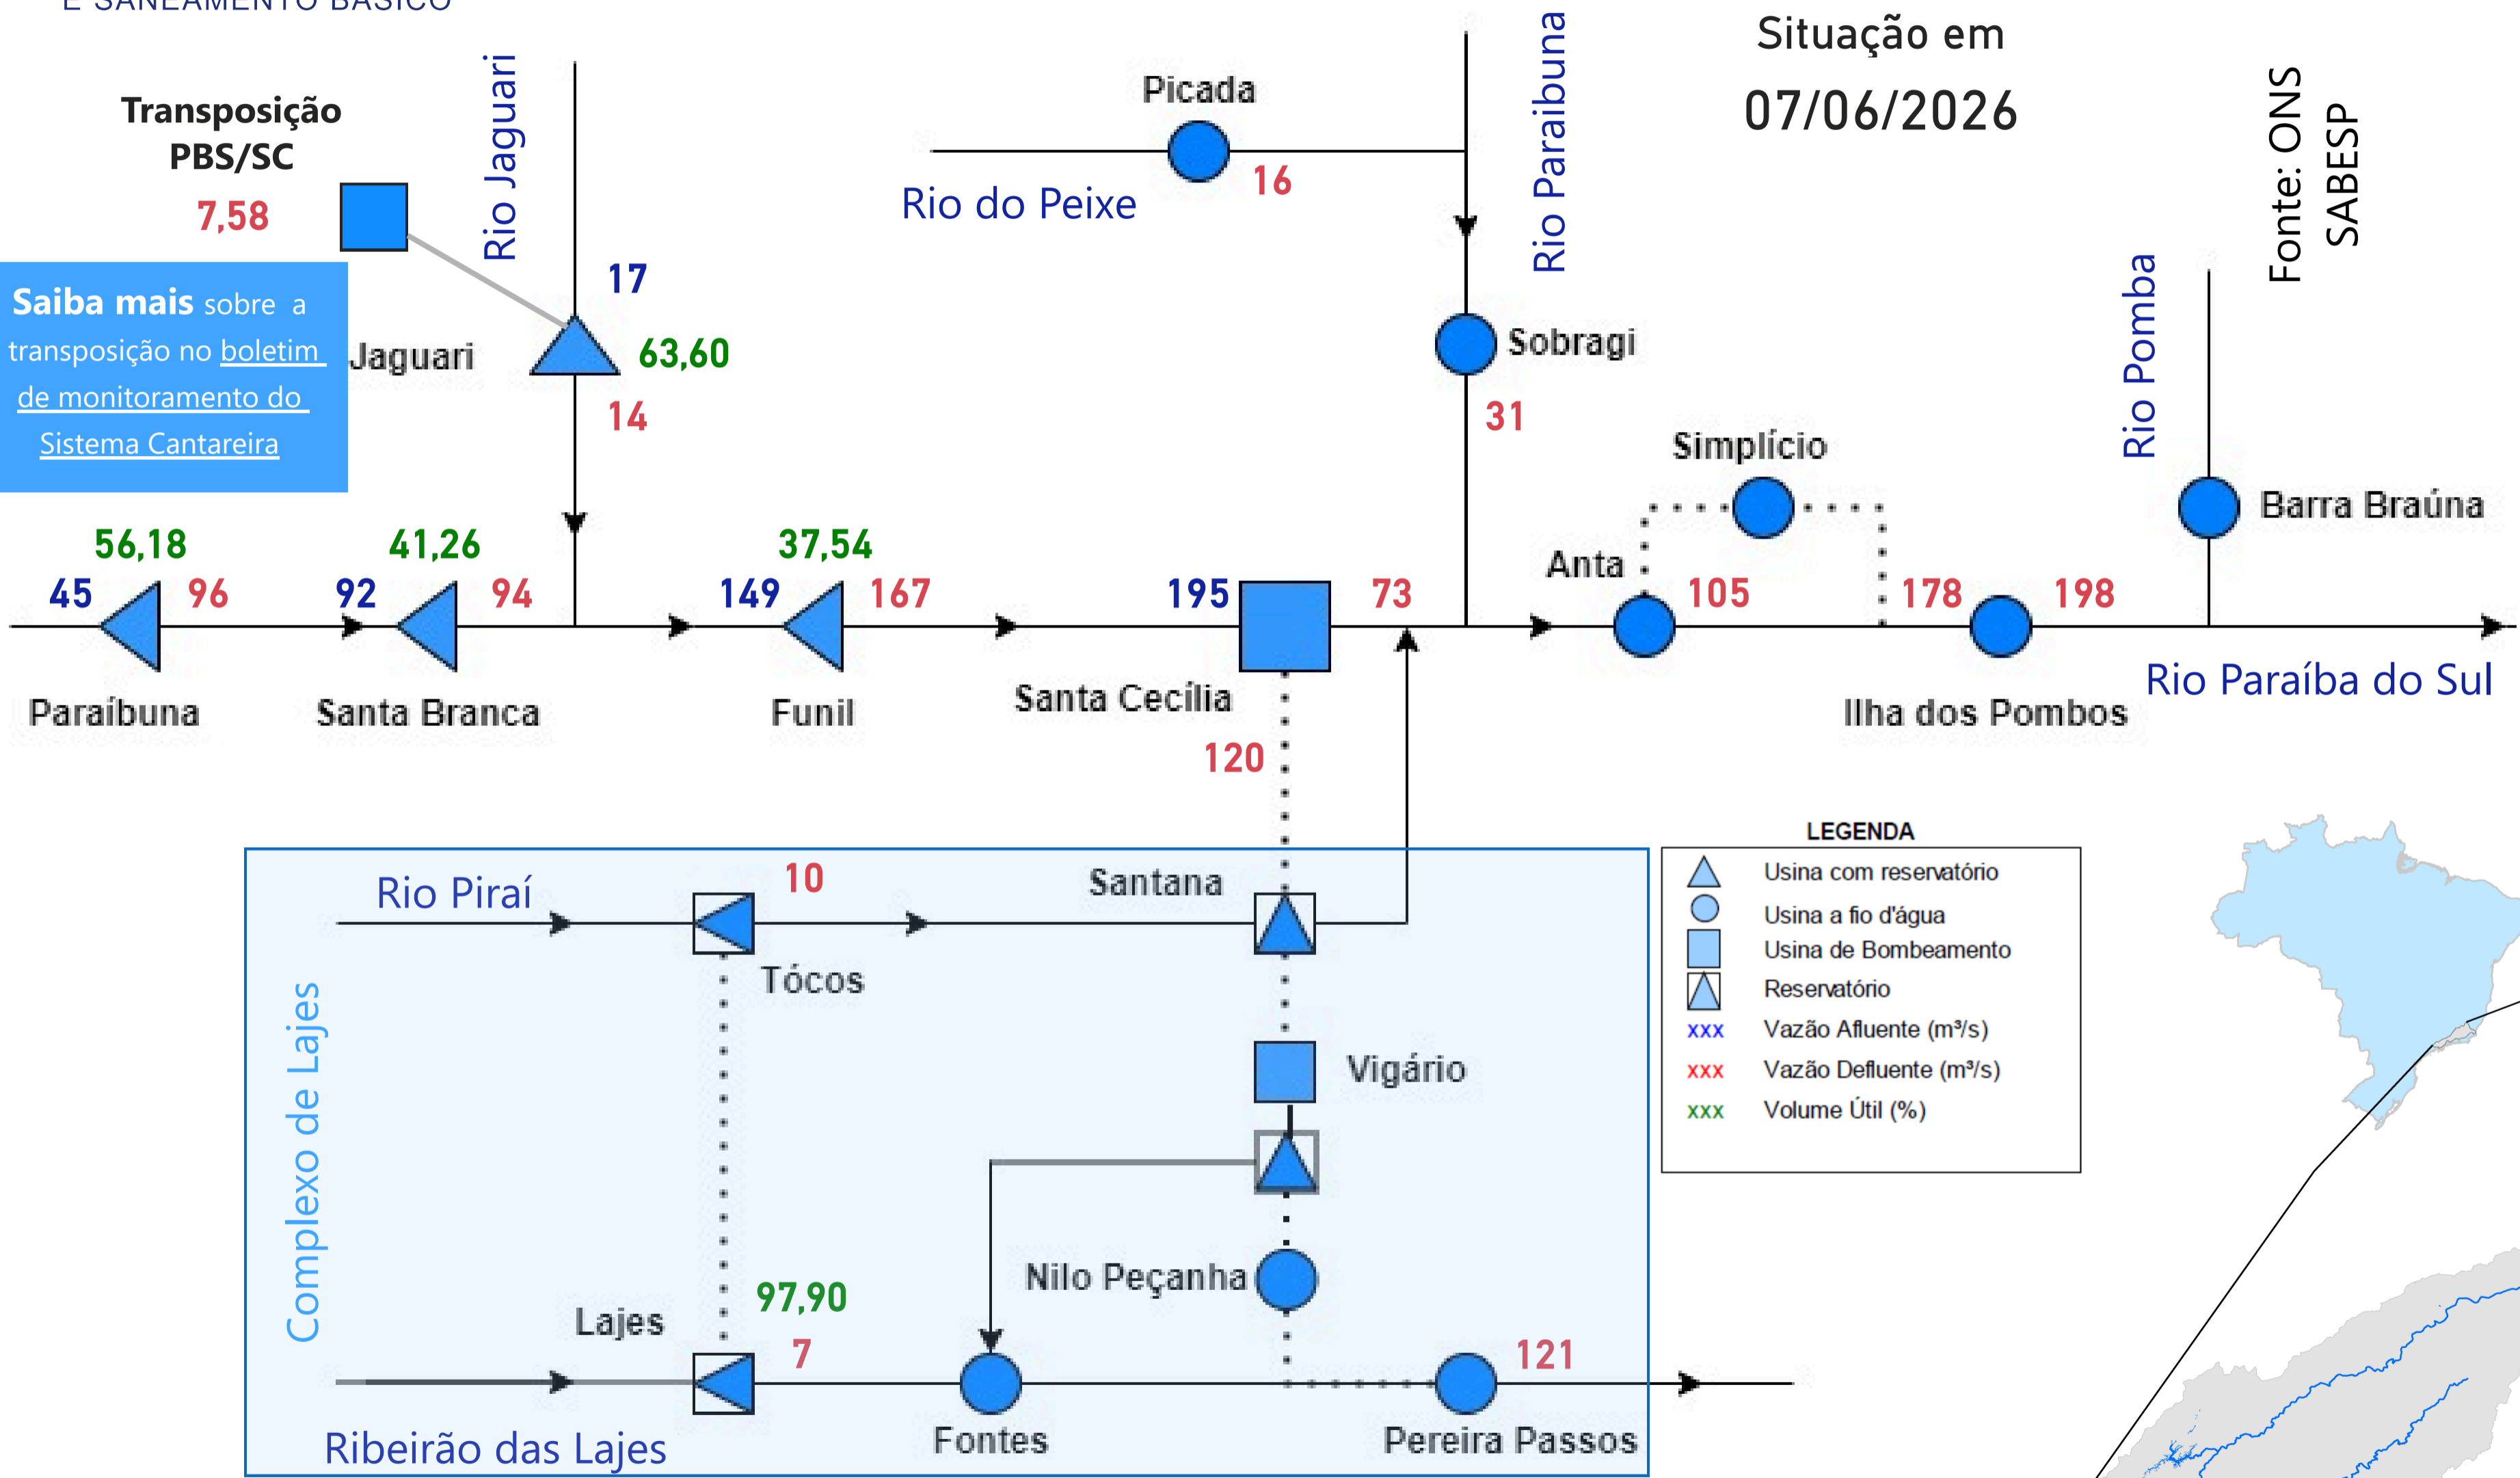 E SANEAMENTO BÁSICO
Situação em
07/06/2026
Fonte: ONS
SABESP
Transposição
PBS/SC
7,58
Rio Jaguari
17
Jaguari
63,60
14
Saiba mais sobre a
transposição no boletim
de monitoramento do
Sistema Cantareira
Picada
16
Rio do Peixe
Rio Paraibuna
Sobragi
31
Simplício
Rio Pomba
Barra Braúna
56,18
45
96
Paraíbuna
41,26
92
94
Santa Branca
37,54
149
167
Funil
195
73
Santa Cecília
120
Anta
105
178
198
Ilha dos Pombos
Rio Paraíba do Sul
Complexo de Lajes
Rio Piraí
10
Tócos
Santana
Vigário
Nilo Peçanha
Lajes
97,90
7
Ribeirão das Lajes
Fontes
121
Pereira Passos
LEGENDA
Usina com reservatório
Usina a fio d'água
Usina de Bombeamento
Reservatório
xxx Vazão Afluente (m³/s)
xxx Vazão Defluente (m³/s)
xxx Volume Útil (%)